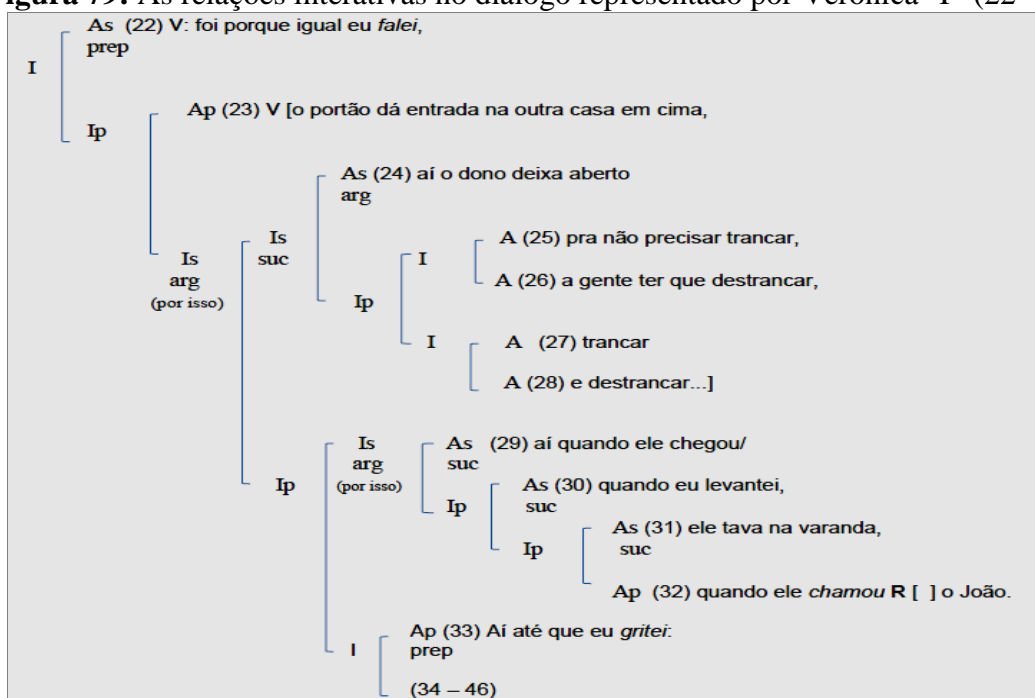 igura 79: As relações interativas no diálogo representado por Verônica "I" (22
As (22) V: foi porque igual eu falei,
prep
I
Ap (23) V [o portão dá entrada na outra casa em cima,
Ip
As (24) aí o dono deixa aberto
arg
Is
suc
A (25) pra não precisar trancar,
Is
arg
(por isso)
I
A (26) a gente ter que destrancar,
Ip
I
A (27) trancar
A (28) e destrancar...]
Is
arg
(por isso)
As (29) aí quando ele chegou/
suc
Ip
As (30) quando eu levantei,
suc
Ip
As (31) ele tava na varanda,
suc
Ip
Ap (32) quando ele chamou R [ ] o João.
Ap (33) Aí até que eu gritei:
prep
I
(34 – 46)